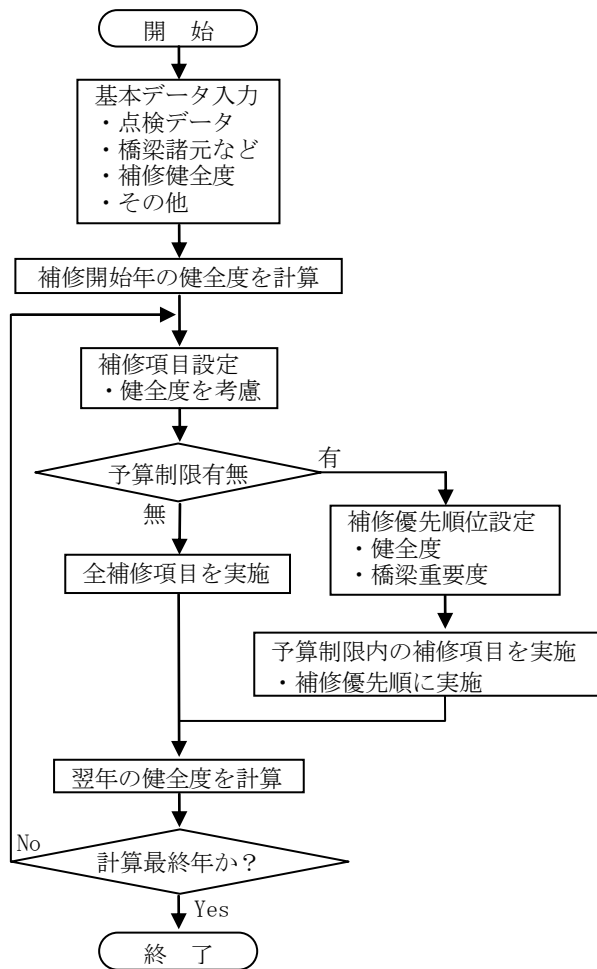 開　始
基本データ入力
・点検データ
・橋梁諸元など
・補修健全度
・その他
補修開始年の健全度を計算
補修項目設定
・健全度を考慮
予算制限有無
有
無
補修優先順位設定
・健全度
・橋梁重要度
全補修項目を実施
予算制限内の補修項目を実施
・補修優先順に実施
翌年の健全度を計算
No
計算最終年か？
Yes
終　了